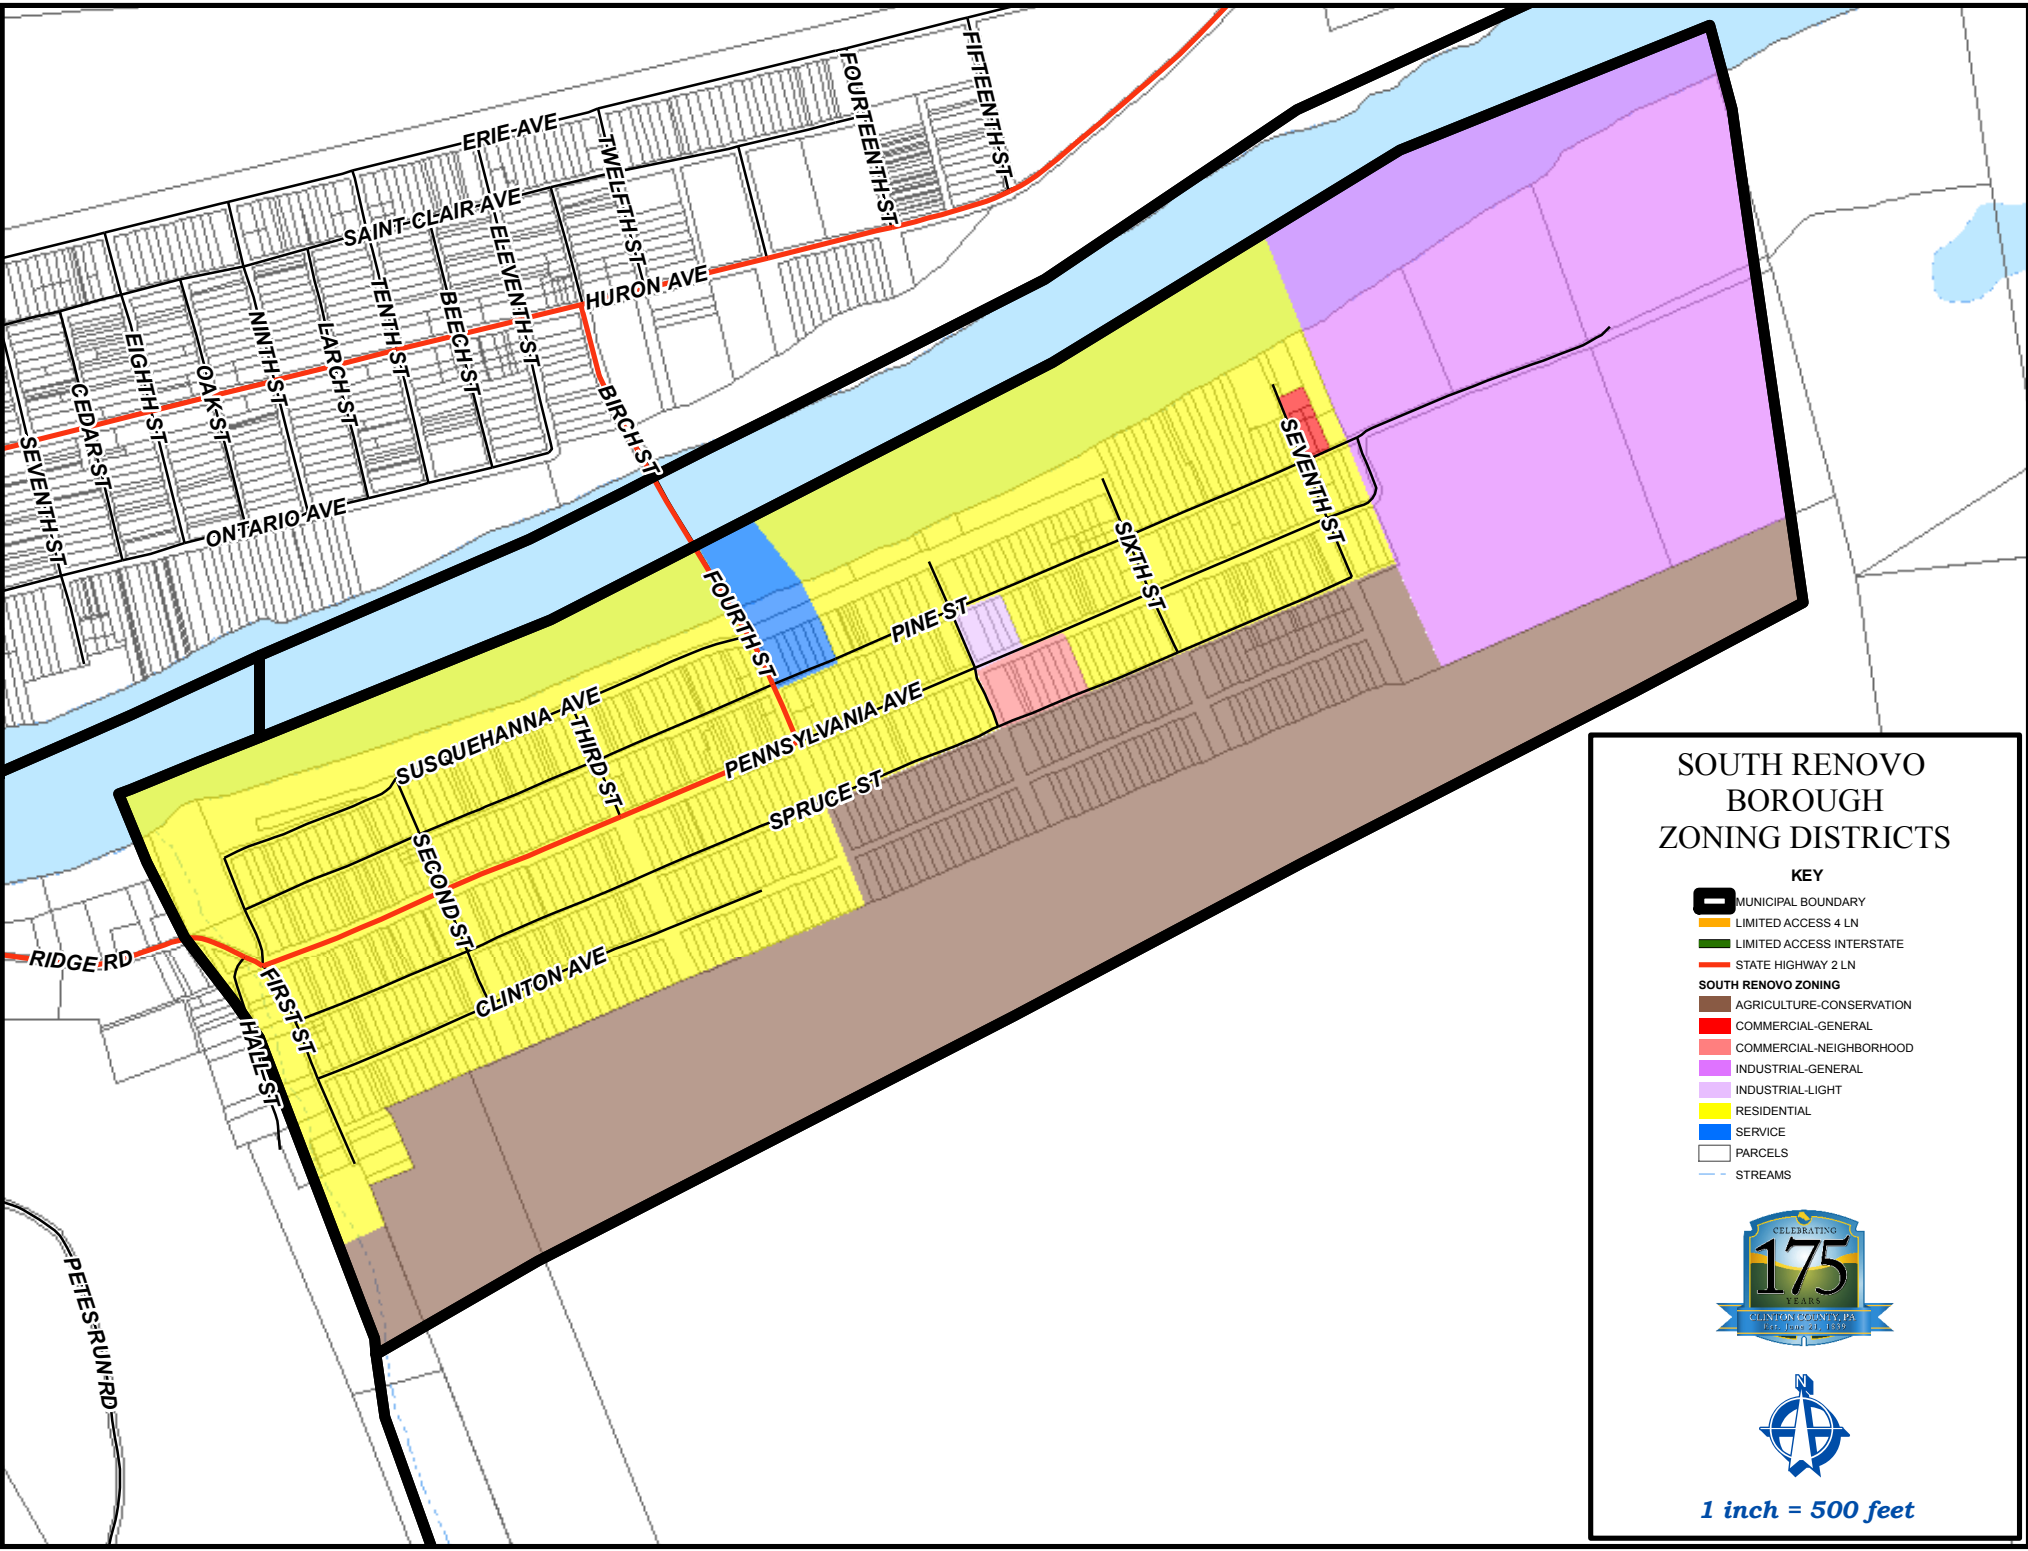 ERIE AVE
FOURTEENTH ST
FIFTEENTH ST
TWELFTH ST
SAINT CLAIR AVE
ELEVENTH ST
HURON AVE
TENTH ST
BEECH ST
NINTH ST
LARCH ST
EIGHTH ST
OAK ST
CEDAR ST
SEVENTH ST
BIRCH ST
ONTARIO AVE
SEVENTH ST
SIXTH ST
FOURTH ST
PINE ST
SUSQUEHANNA AVE
THIRD ST
PENNSYLVANIA AVE
SPRUCE ST
SECOND ST
CLINTON AVE
RIDGE RD
FIRST ST
HALL ST
PETES RUN RD
SOUTH RENOVO
BOROUGH
ZONING DISTRICTS
KEY
MUNICIPAL BOUNDARY
LIMITED ACCESS 4 LN
LIMITED ACCESS INTERSTATE
STATE HIGHWAY 2 LN
SOUTH RENOVO ZONING
AGRICULTURE-CONSERVATION
COMMERCIAL-GENERAL
COMMERCIAL-NEIGHBORHOOD
INDUSTRIAL-GENERAL
INDUSTRIAL-LIGHT
RESIDENTIAL
SERVICE
PARCELS
STREAMS
CELEBRATING
175
YEARS
CLINTON COUNTY, PA
Est. June 21, 1839
N
1 inch = 500 feet